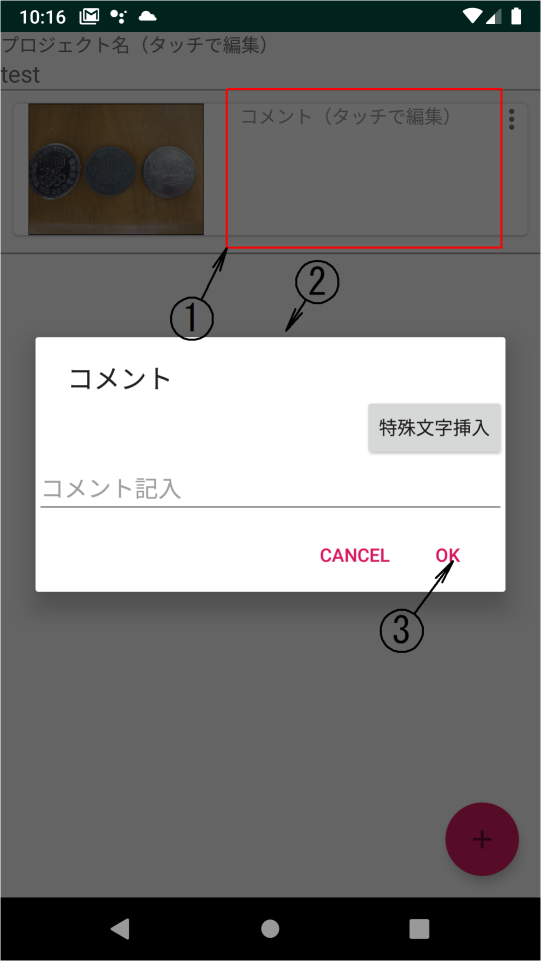 10:16
プロジェクト名（タッチで編集）
test
コメント（タッチで編集）
①
②
コメント
特殊文字挿入
コメント記入
CANCEL OK
③